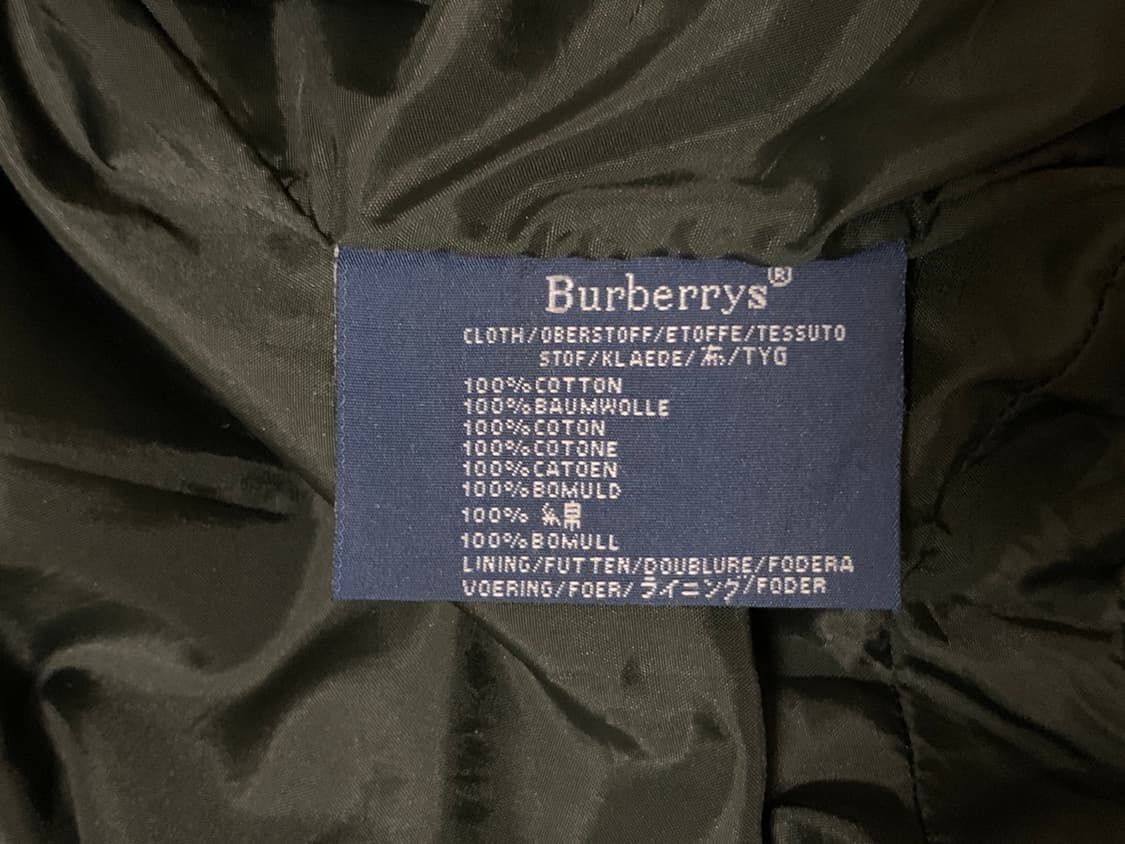 Burberrys®
CLOTH/OBERSTOFF/ETOFFE/TESSUTO
STOF/KLAEDE/布/TYG
100%COTTON
100%BAUMWOLLE
100%COTON
100%COTONE
100%CATOEN
100%BOMULD
100% 綿
100%BOMULL
LINING/FUTTEN/DOUBLURE/FODERA
VOERING/FOER/ライニング/FODER